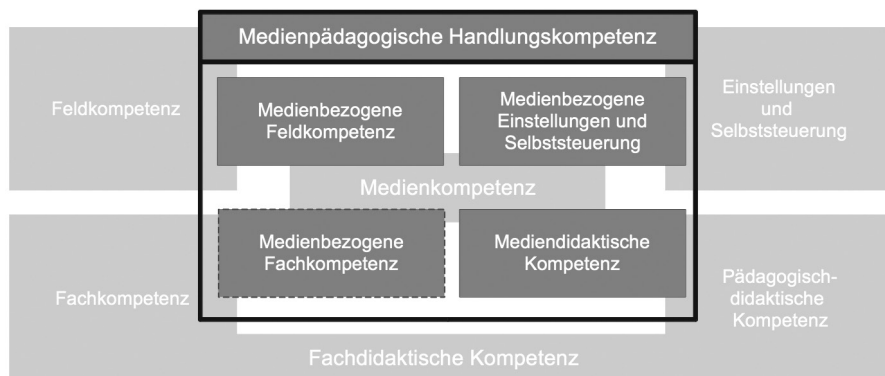 Medienpädagogische Handlungskompetenz
Feldkompetenz
Medienbezogene
Feldkompetenz
Medienbezogene
Einstellungen und
Selbststeuerung
Einstellungen
und
Selbststeuerung
Medienkompetenz
Fachkompetenz
Medienbezogene
Fachkompetenz
Mediendidaktische
Kompetenz
Pädagogisch-
didaktische
Kompetenz
Fachdidaktische Kompetenz